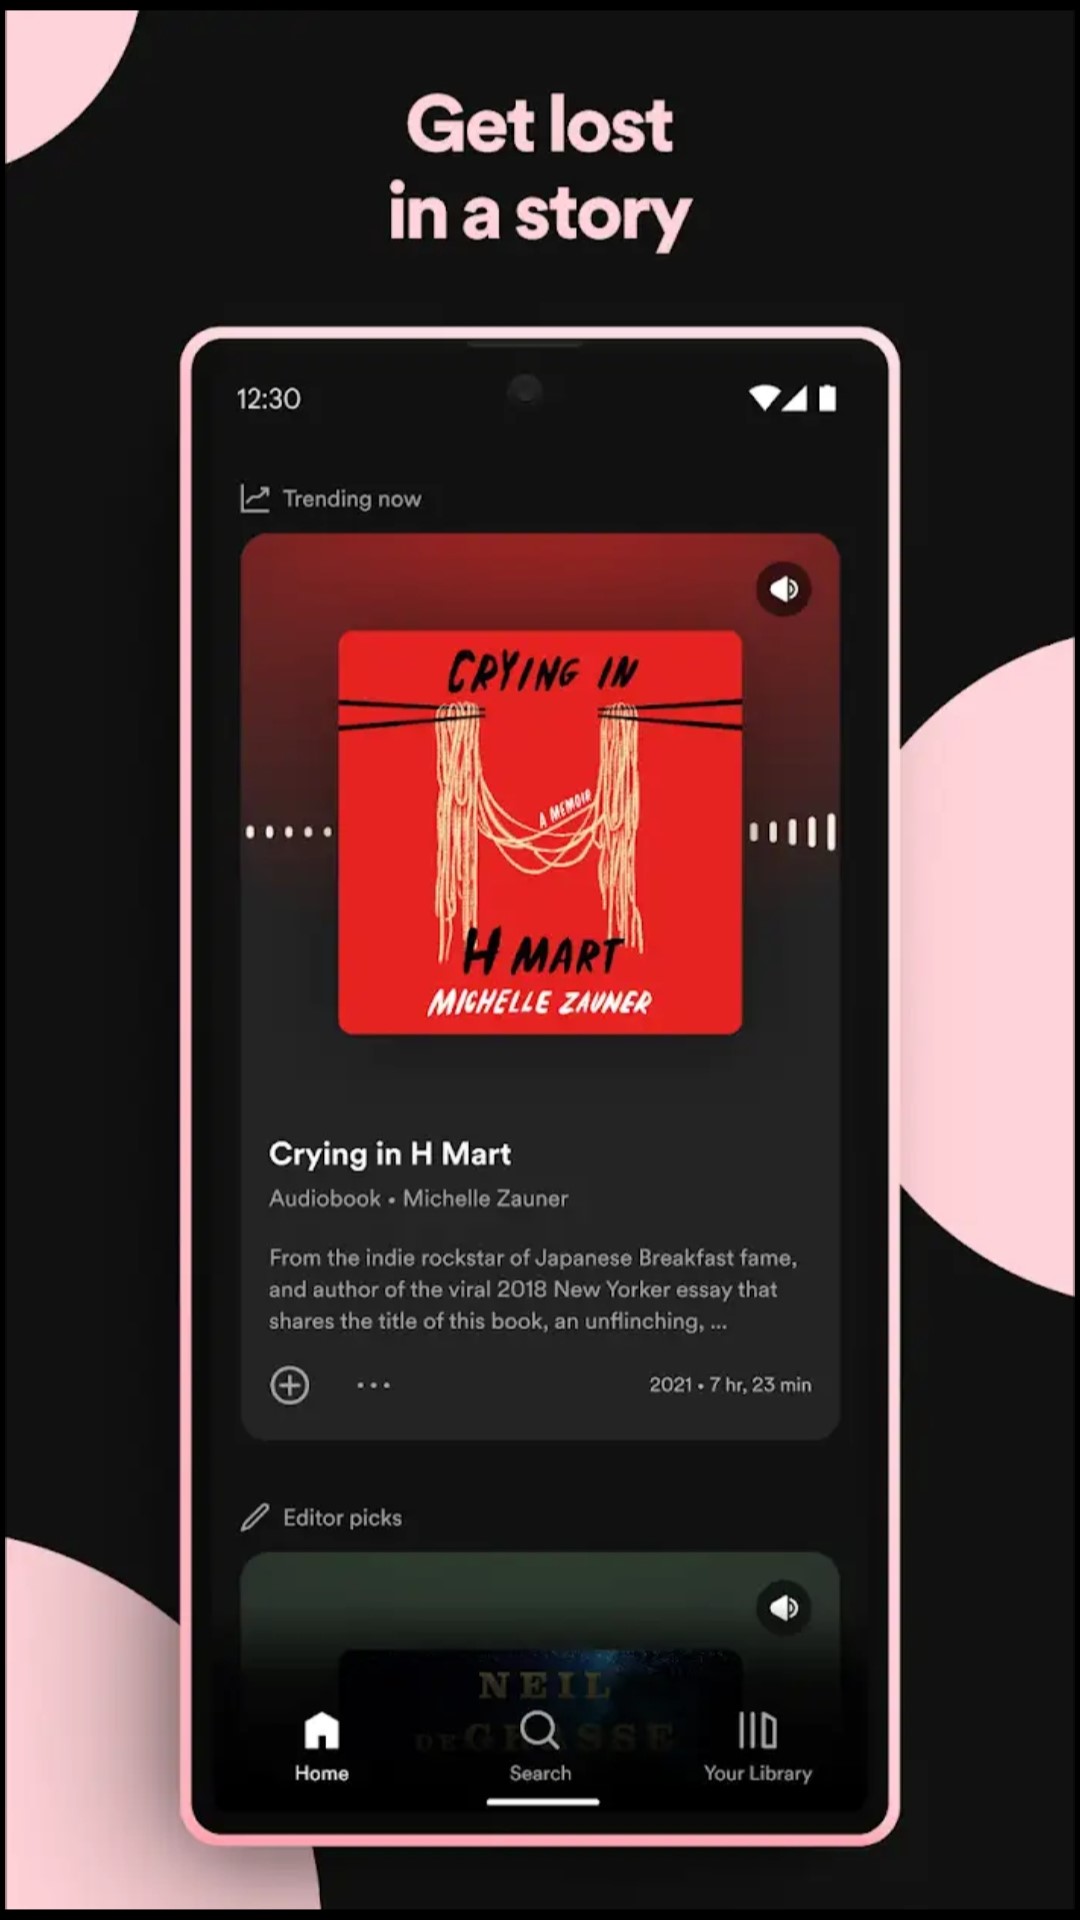 Get lost
in a story
12:30
Trending now
CRYING IN
A MEMOIR
H MART
MICHELLE ZAUNER
Crying in H Mart
Audiobook • Michelle Zauner
From the indie rockstar of Japanese Breakfast fame,
and author of the viral 2018 New Yorker essay that
shares the title of this book, an unflinching, ...
2021 • 7 hr, 23 min
Editor picks
NEIL
DEGRASSE
Home
Search
Your Library